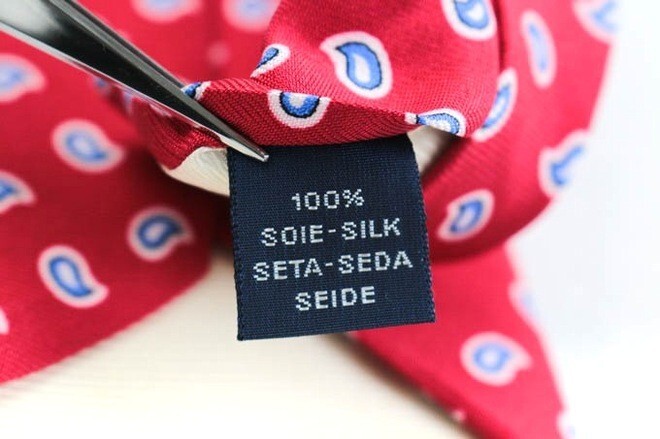 100%
SOIE-SILK
SETA-SEDA
SEIDE